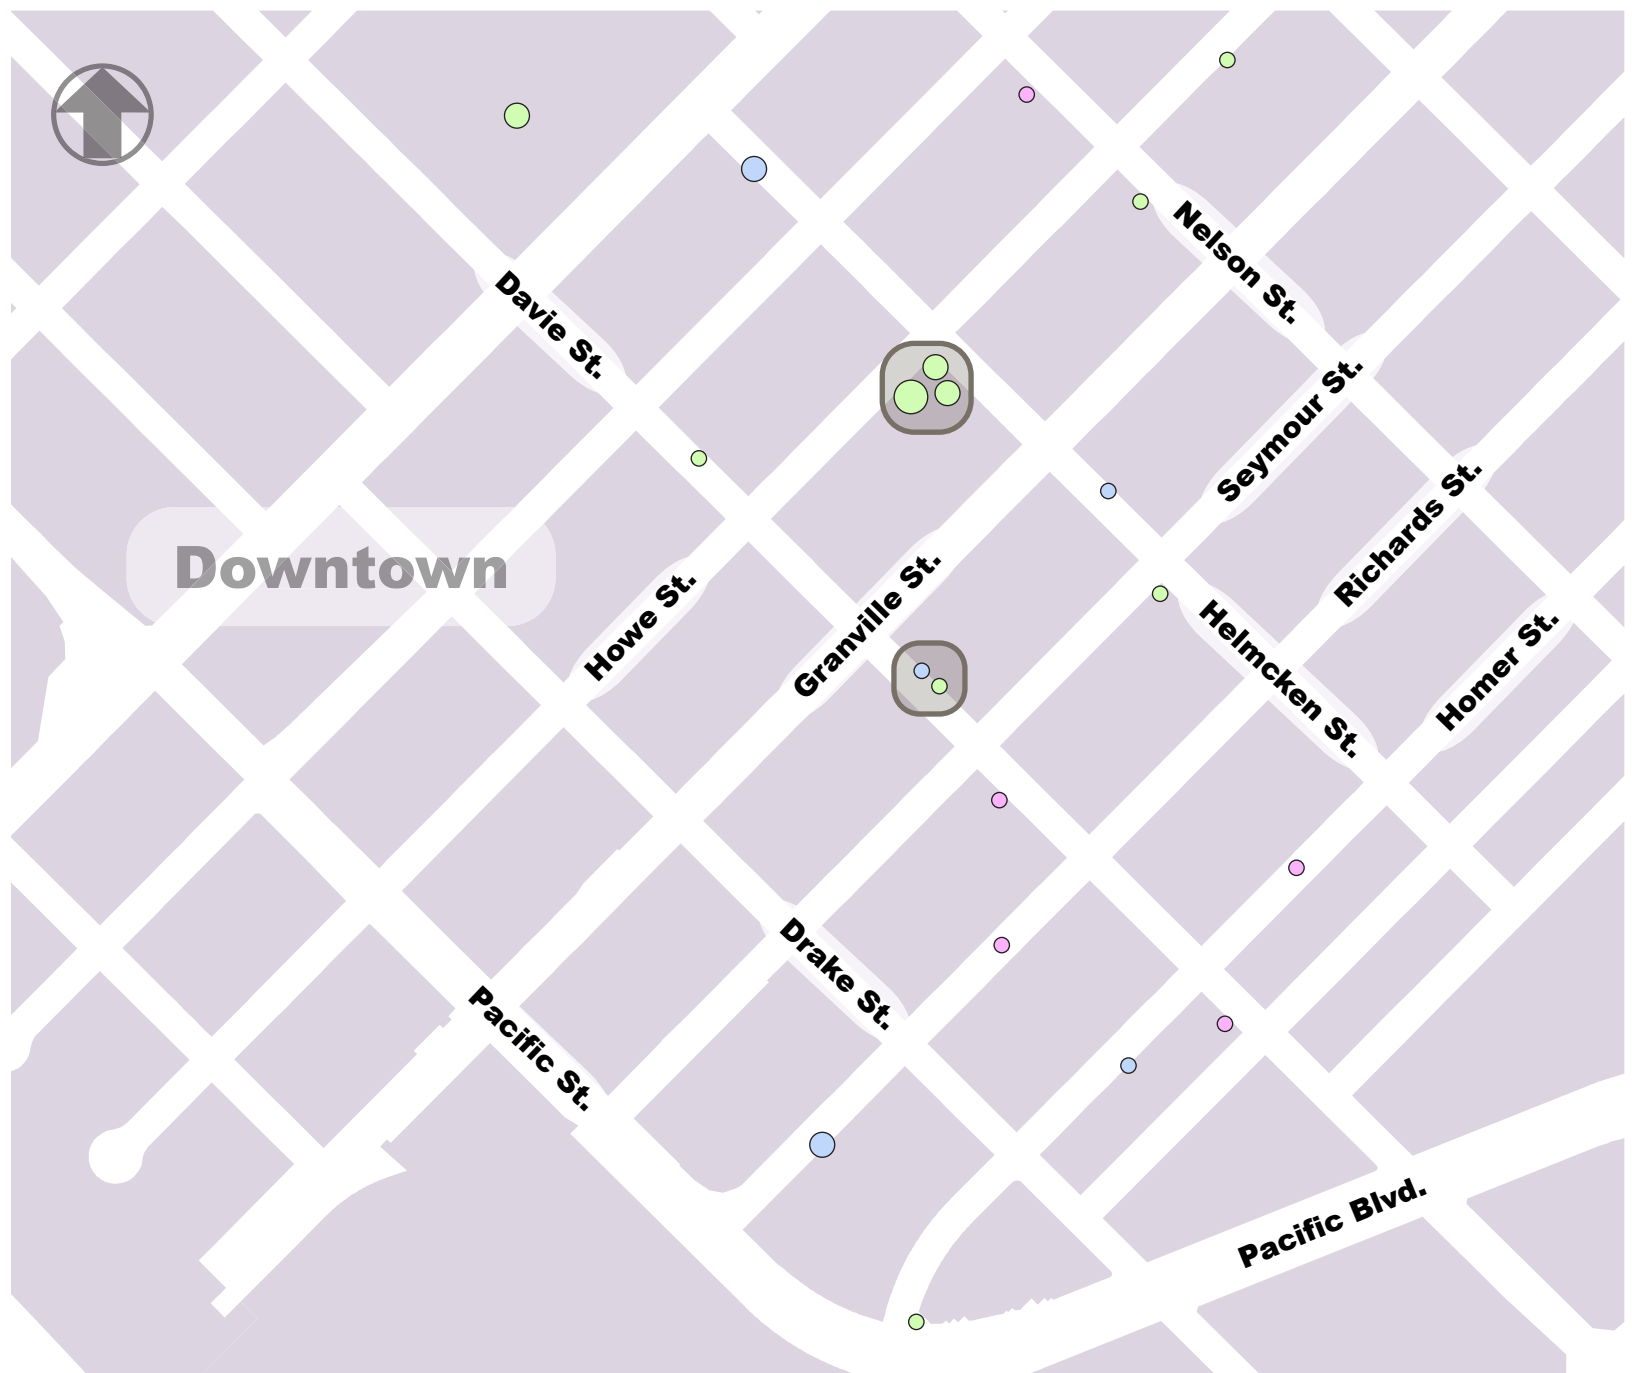 Nelson St.
Davie St.
Seymour St.
Richards St.
Downtown
Howe St.
Granville St.
Helmcken St.
Homer St.
Drake St.
Pacific St.
Pacific Blvd.